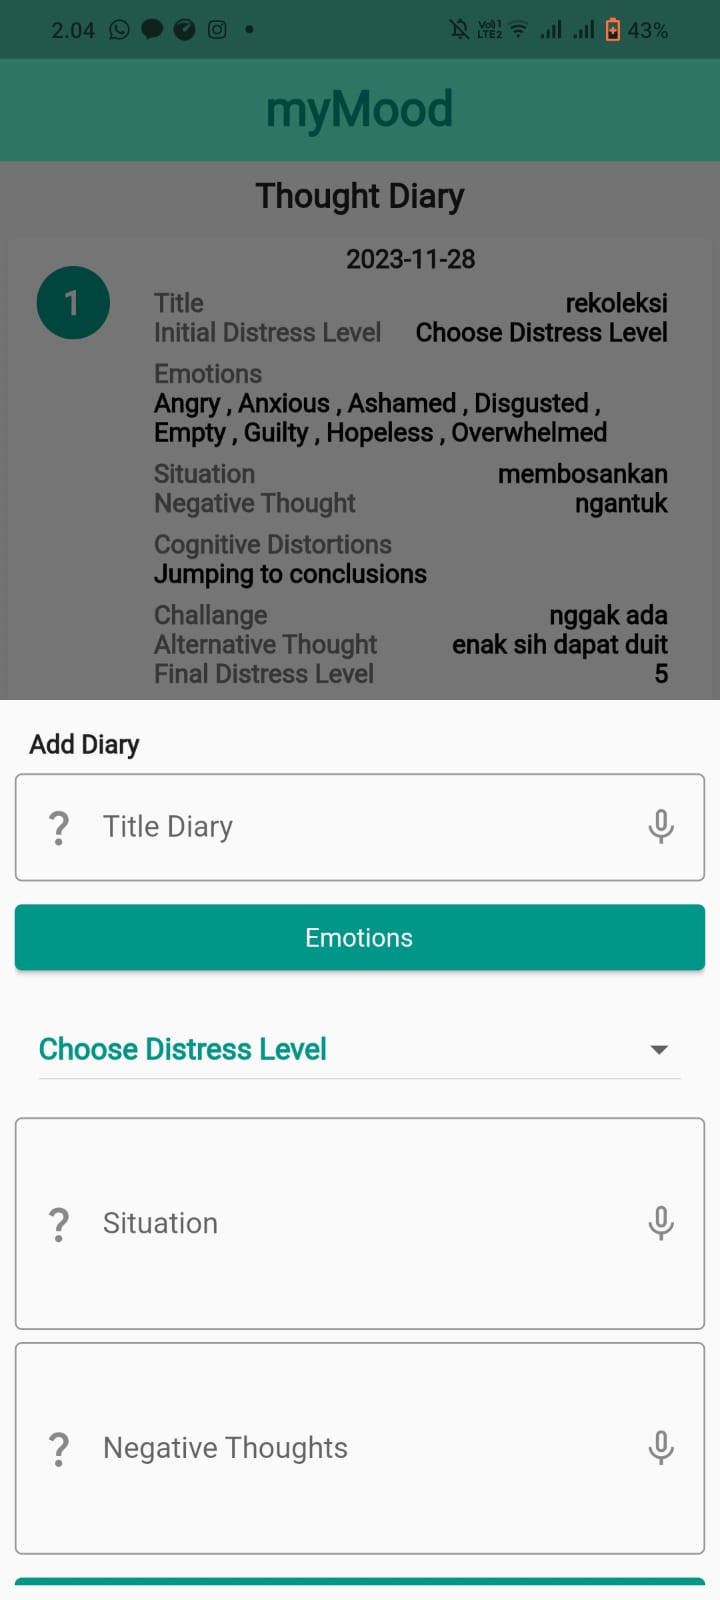 2.04 Vo))1 LTE2 43%
myMood
Thought Diary
2023-11-28
1
Title rekoleksi
Initial Distress Level Choose Distress Level
Emotions
Angry , Anxious , Ashamed , Disgusted ,
Empty , Guilty , Hopeless , Overwhelmed
Situation membosankan
Negative Thought ngantuk
Cognitive Distortions
Jumping to conclusions
Challange nggak ada
Alternative Thought enak sih dapat duit
Final Distress Level 5
Add Diary
? Title Diary
Emotions
Choose Distress Level
? Situation
? Negative Thoughts